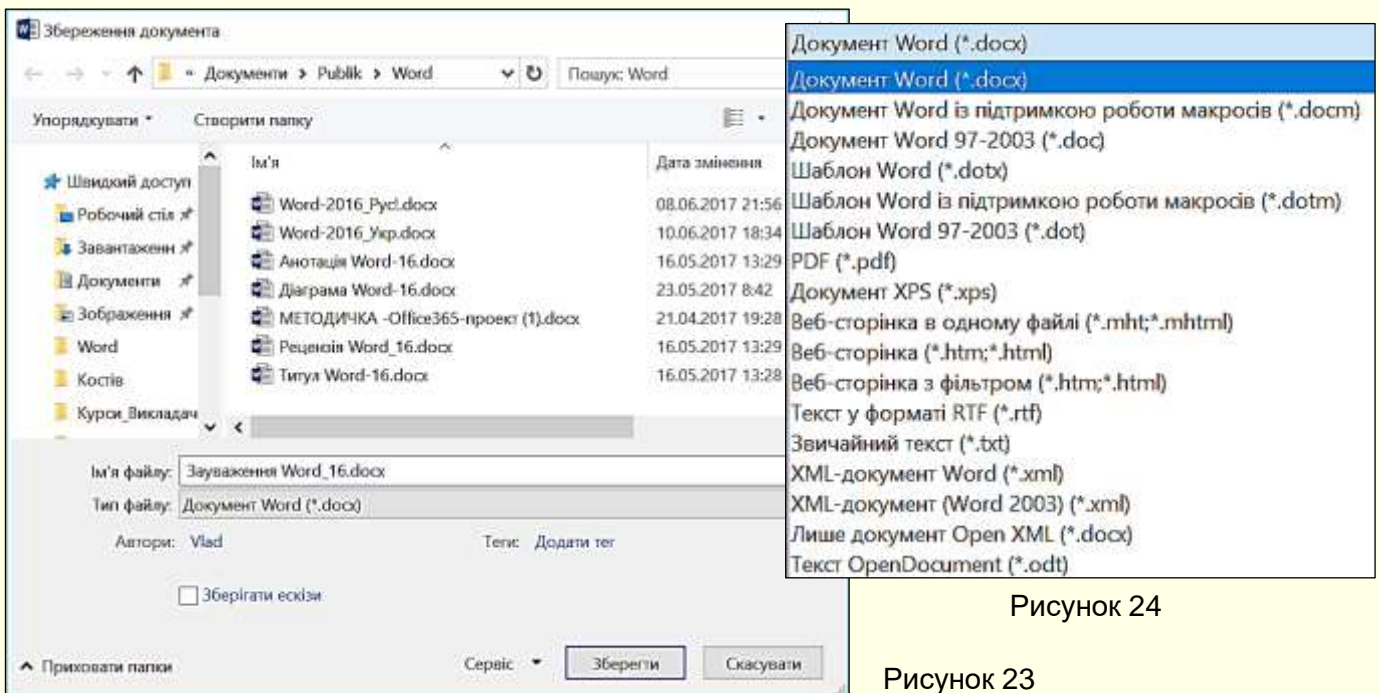 Збереження документа
« Документи > Publik > Word
Пошук: Word
Упорядкувати
Створити папку
Ім'я
Дата змінення
Швидкий доступ
Робочий стіл
Завантаженн
Документи
Зображення
Word
Костів
Курси_Викладач
Word-2016_Рус!.docx 08.06.2017 21:56
Word-2016_Укр.docx 10.06.2017 18:34
Анотація Word-16.docx 16.05.2017 13:29
Діаграма Word-16.docx 23.05.2017 8:42
МЕТОДИЧКА -Office365-проект (1).docx 21.04.2017 19:28
Рецензія Word_16.docx 16.05.2017 13:29
Титул Word-16.docx 16.05.2017 13:28
Ім'я файлу: Зауваження Word_16.docx
Тип файлу: Документ Word (*.docx)
Автори: Vlad
Теги: Додати тег
Зберігати ескізи
Приховати папки
Сервіс
Зберегти
Скасувати
Документ Word (*.docx)
Документ Word (*.docx)
Документ Word із підтримкою роботи макросів (*.docm)
Документ Word 97-2003 (*.doc)
Шаблон Word (*.dotx)
Шаблон Word із підтримкою роботи макросів (*.dotm)
Шаблон Word 97-2003 (*.dot)
PDF (*.pdf)
Документ XPS (*.xps)
Веб-сторінка в одному файлі (*.mht;*.mhtml)
Веб-сторінка (*.htm;*.html)
Веб-сторінка з фільтром (*.htm;*.html)
Текст у форматі RTF (*.rtf)
Звичайний текст (*.txt)
XML-документ Word (*.xml)
XML-документ (Word 2003) (*.xml)
Лише документ Open XML (*.docx)
Текст OpenDocument (*.odt)
Рисунок 24
Рисунок 23